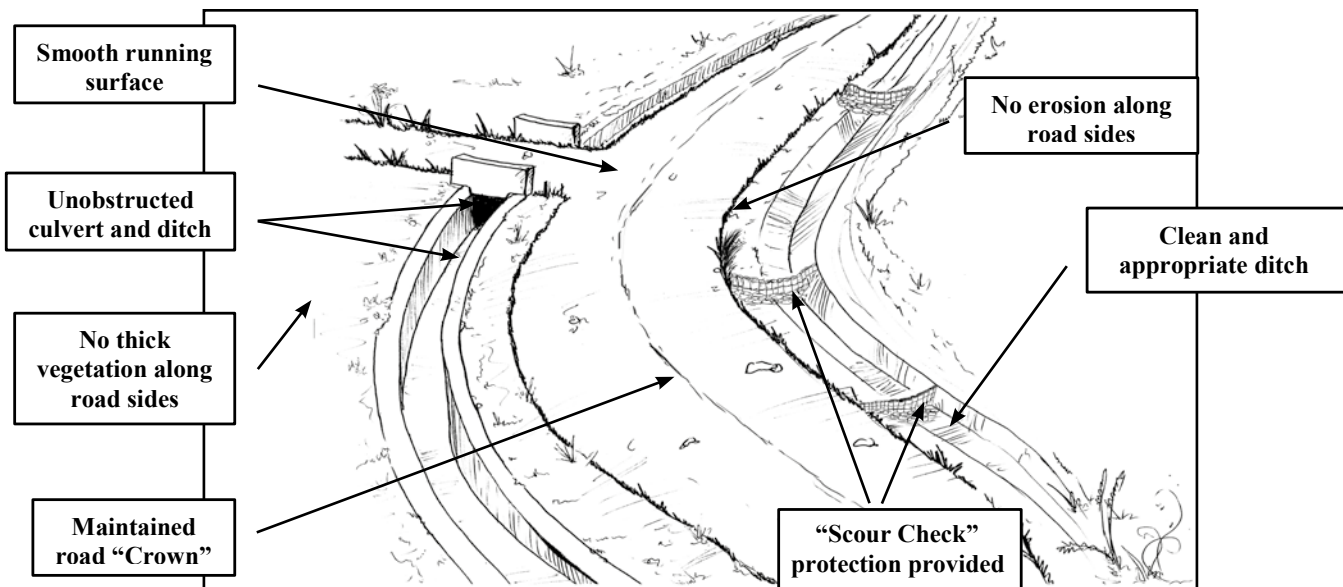 Smooth running
surface
Unobstructed
culvert and ditch
No thick
vegetation along
road sides
Maintained
road “Crown”
No erosion along
road sides
Clean and
appropriate ditch
“Scour Check”
protection provided